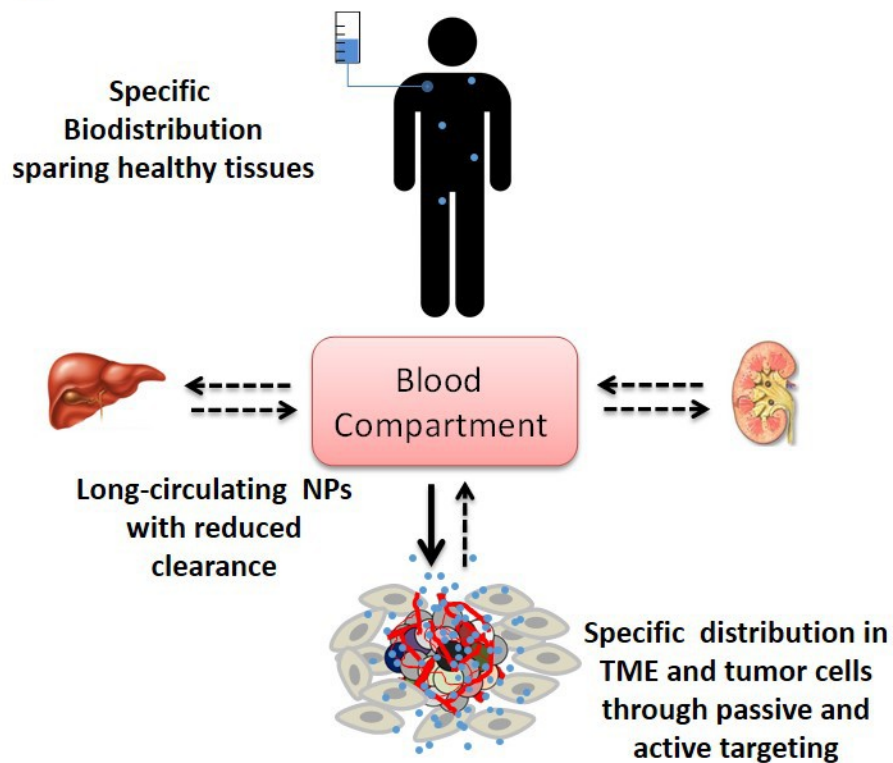 Specific
Biodistribution
sparing healthy tissues
Blood
Compartment
Long-circulating NPs
with reduced
clearance
Specific distribution in
TME and tumor cells
through passive and
active targeting